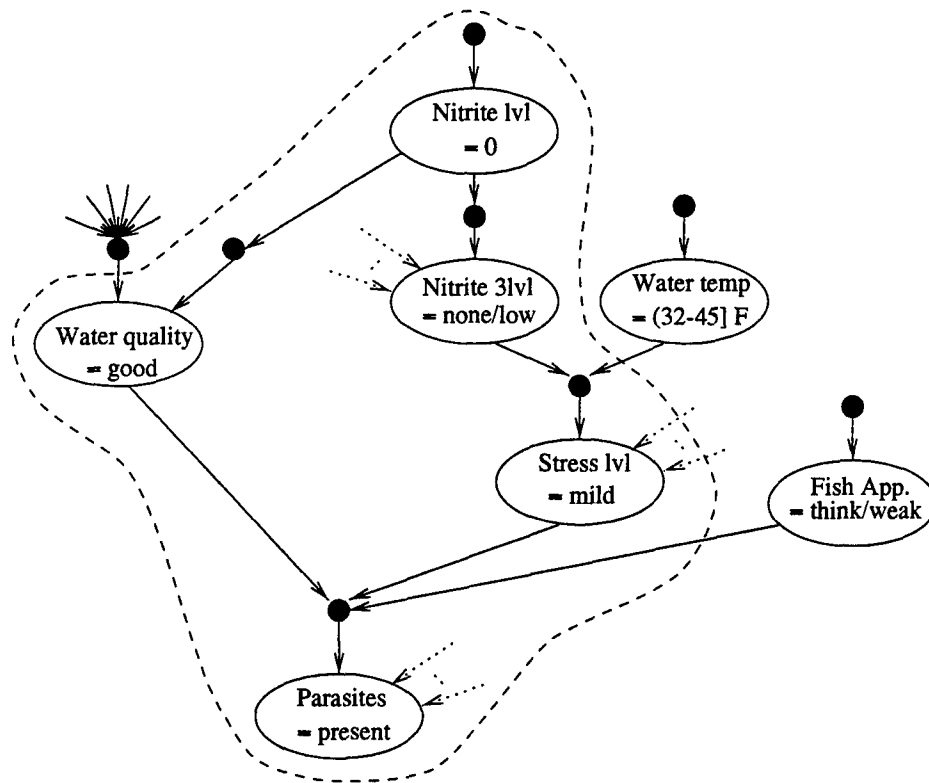 Nitrite lvl
= 0
Nitrite 3lvl
= none/low
Water temp
= (32-45] F
Water quality
= good
Stress lvl
= mild
Fish App.
= think/weak
Parasites
= present